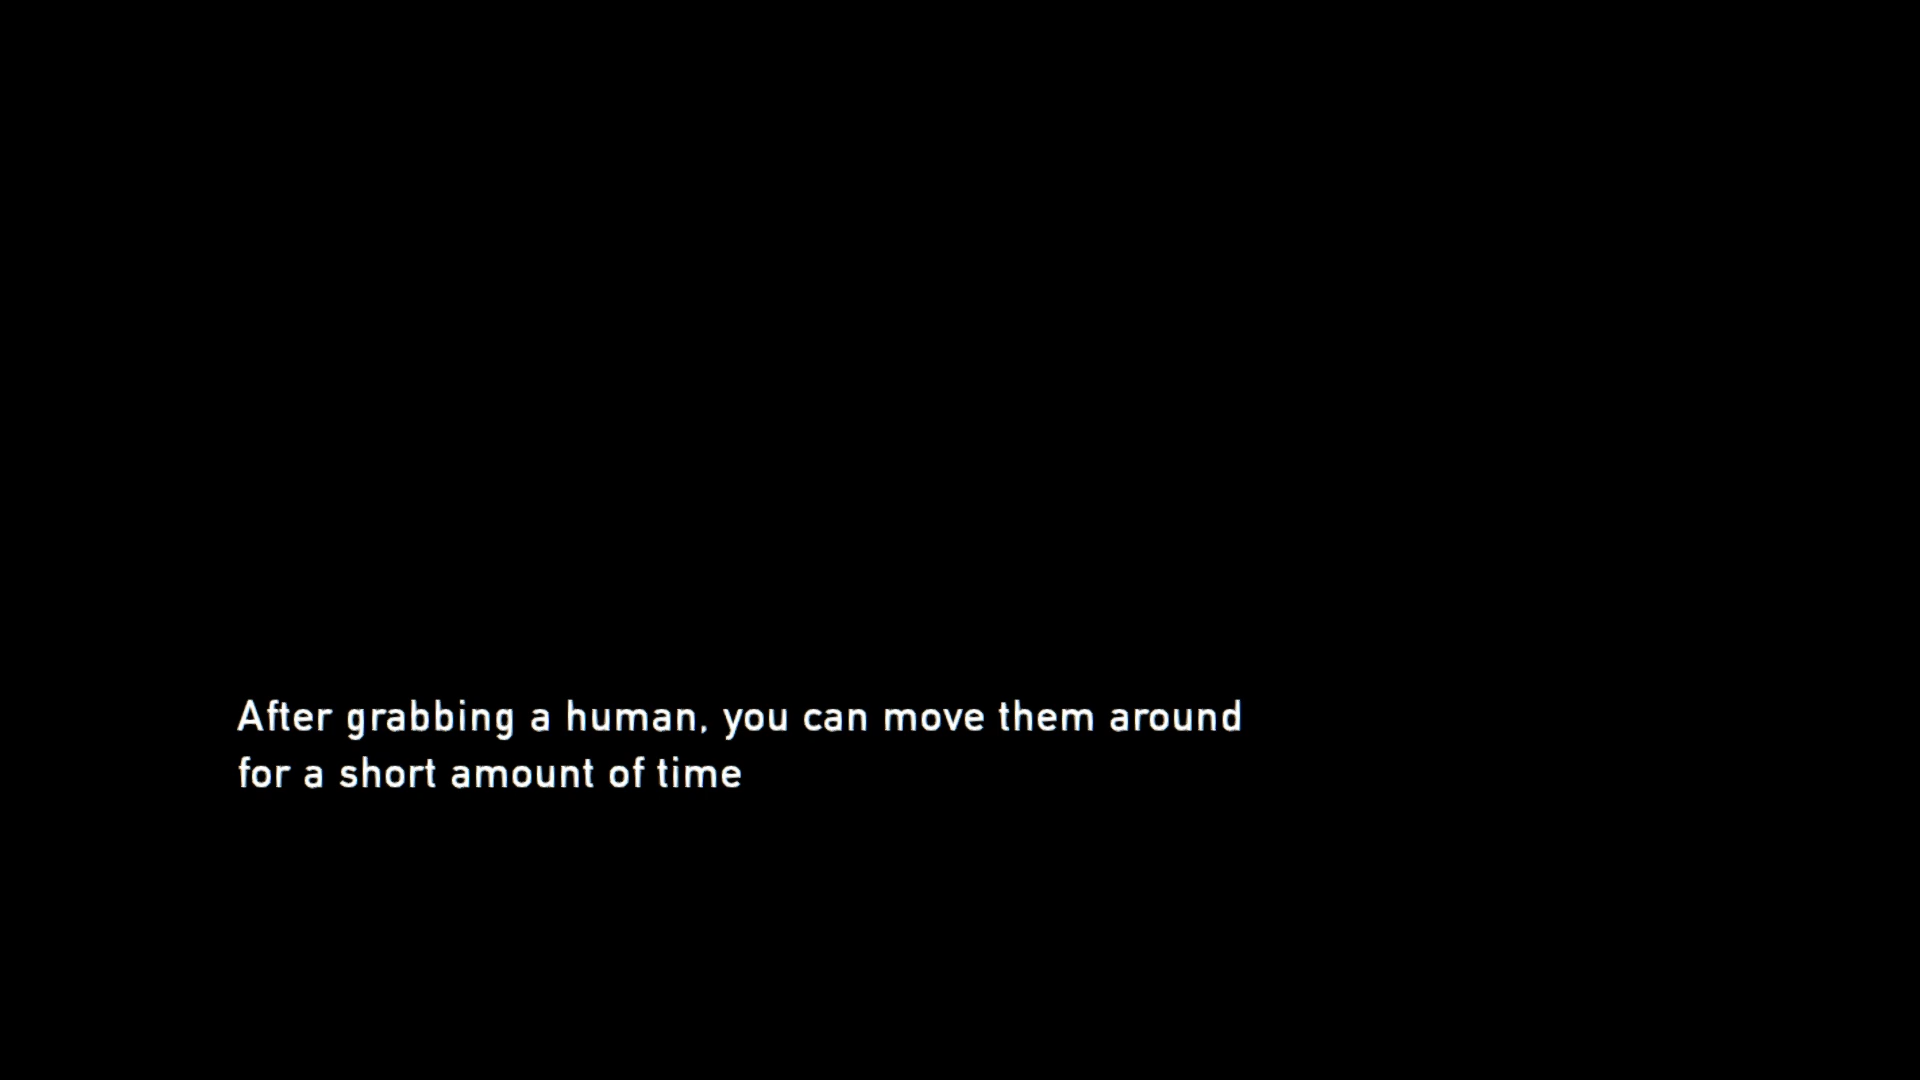 After grabbing a human, you can move them around
for a short amount of time